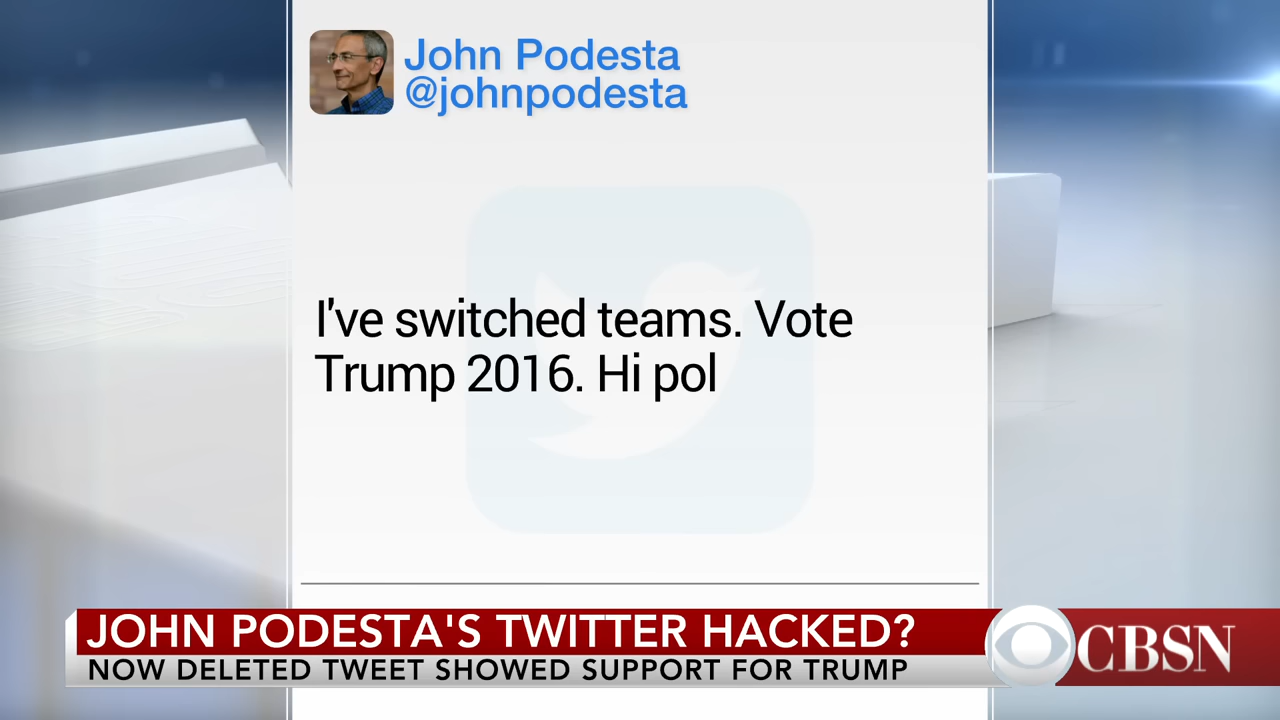 John Podesta
@johnpodesta
I've switched teams. Vote
Trump 2016. Hi pol
JOHN PODESTA'S TWITTER HACKED?
NOW DELETED TWEET SHOWED SUPPORT FOR TRUMP
CBSN